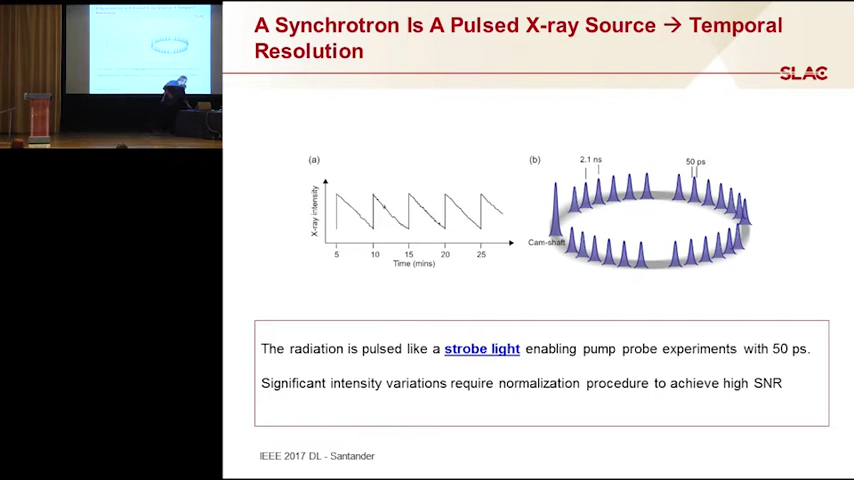 A Synchrotron Is A Pulsed X-ray Source → Temporal
Resolution
SLAC
(a)
X-ray intensity
5 10 15 20 25
Time (mins)
(b)
2.1 ns
50 ps
Cam-shaft
The radiation is pulsed like a strobe light enabling pump probe experiments with 50 ps.
Significant intensity variations require normalization procedure to achieve high SNR
IEEE 2017 DL - Santander